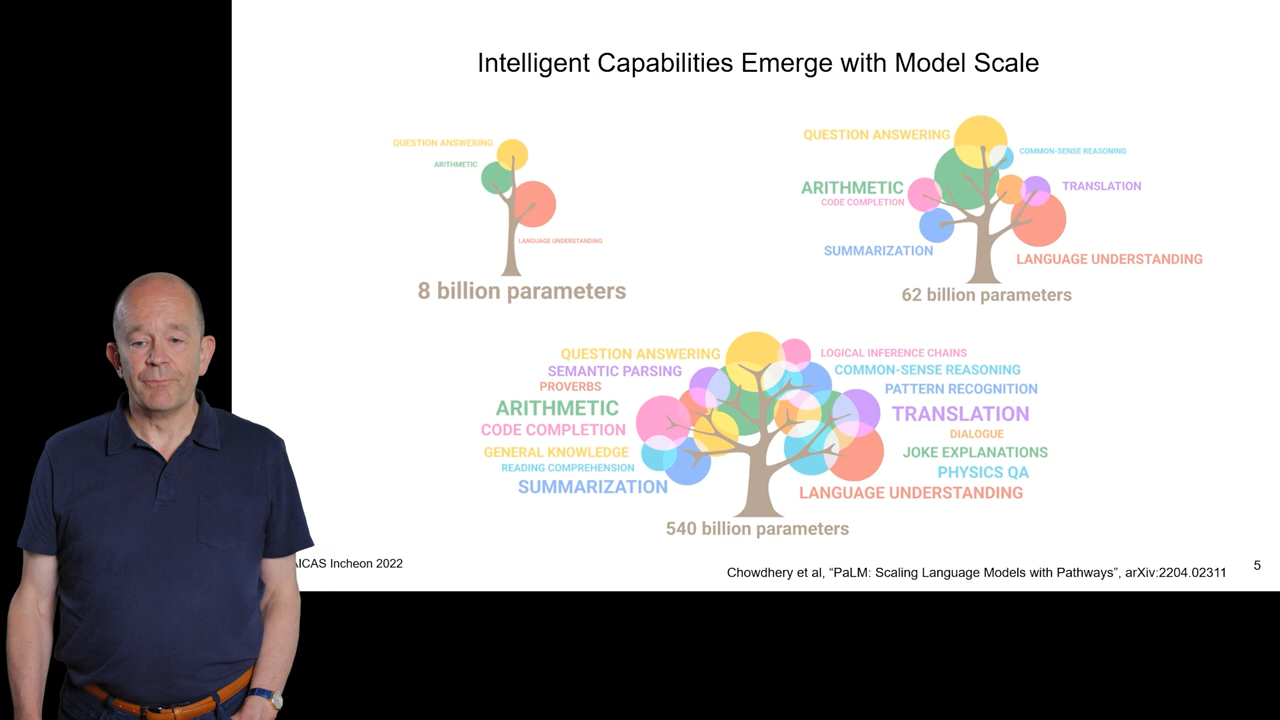 Intelligent Capabilities Emerge with Model Scale
QUESTION ANSWERING
ARITHMETIC
LANGUAGE UNDERSTANDING
8 billion parameters
QUESTION ANSWERING
COMMON-SENSE REASONING
ARITHMETIC
TRANSLATION
CODE COMPLETION
SUMMARIZATION
LANGUAGE UNDERSTANDING
62 billion parameters
QUESTION ANSWERING
SEMANTIC PARSING
PROVERBS
ARITHMETIC
CODE COMPLETION
GENERAL KNOWLEDGE
READING COMPREHENSION
SUMMARIZATION
LOGICAL INFERENCE CHAINS
COMMON-SENSE REASONING
PATTERN RECOGNITION
TRANSLATION
DIALOGUE
JOKE EXPLANATIONS
PHYSICS QA
LANGUAGE UNDERSTANDING
540 billion parameters
AICAS Incheon 2022
Chowdhery et al, “PaLM: Scaling Language Models with Pathways”, arXiv:2204.02311
5